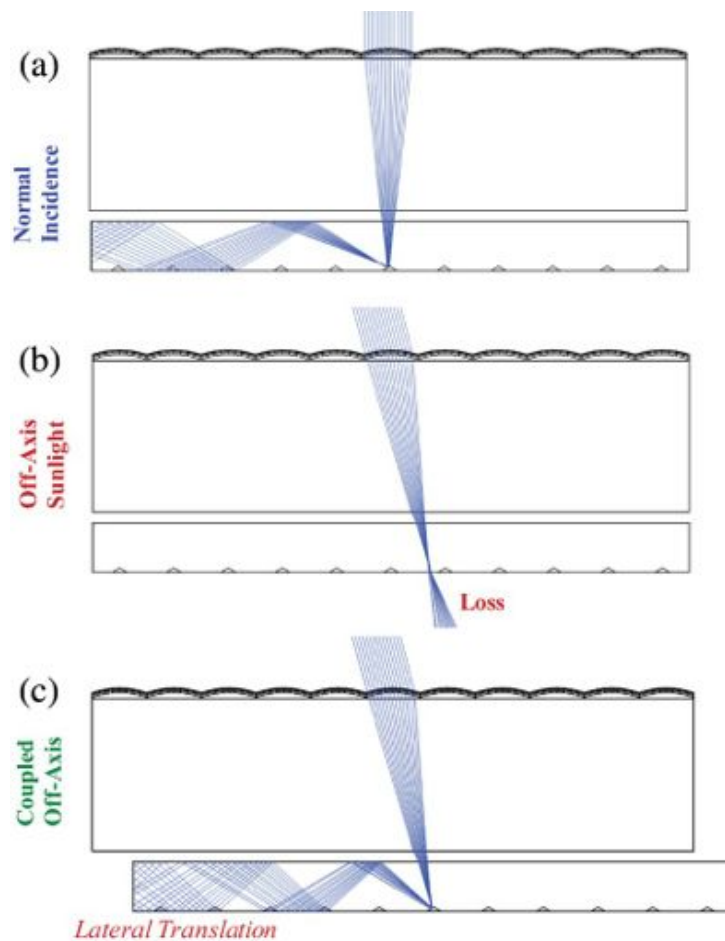 (a)
Normal
Incidence
(b)
Off-Axis
Sunlight
Loss
(c)
Coupled
Off-Axis
Lateral Translation